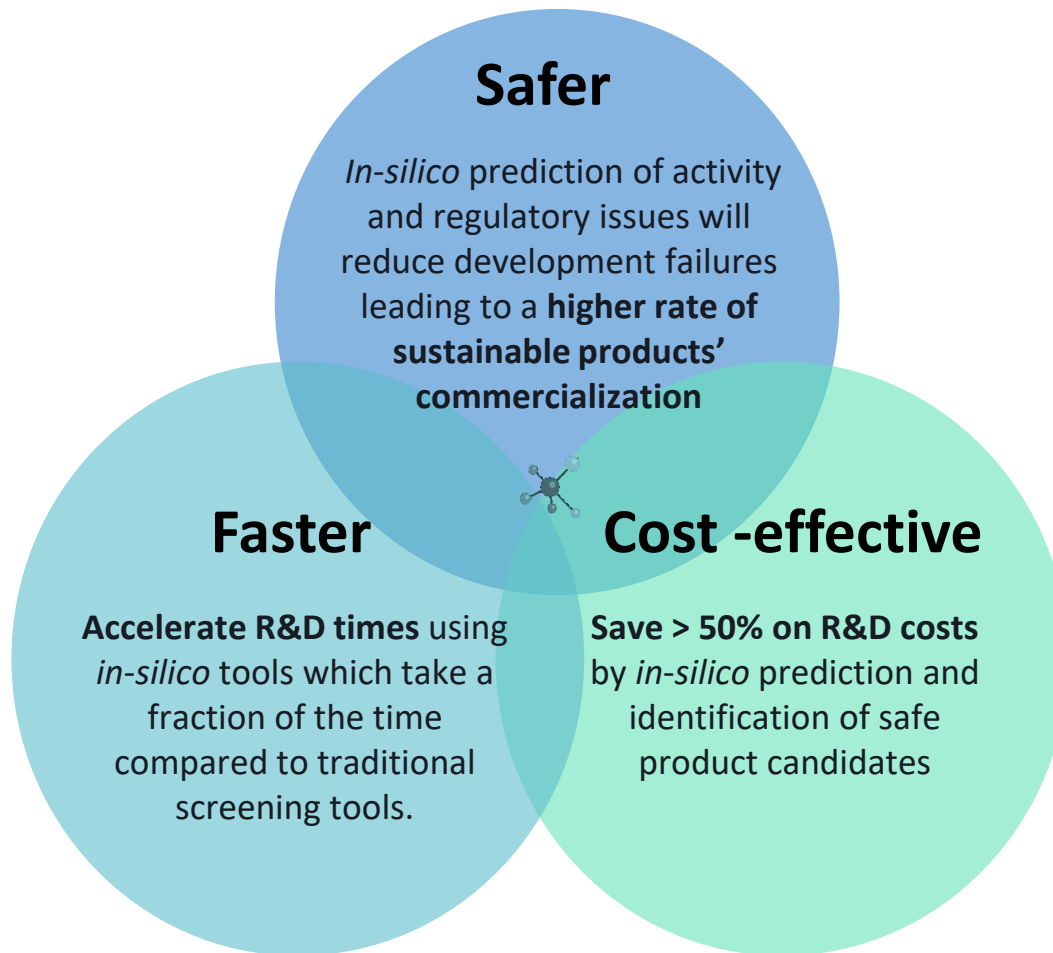 Safer
In-silico prediction of activity
and regulatory issues will
reduce development failures
leading to a higher rate of
sustainable products’
commercialization
Faster
Accelerate R&D times using
in-silico tools which take a
fraction of the time
compared to traditional
screening tools.
Cost -effective
Save > 50% on R&D costs
by in-silico prediction and
identification of safe
product candidates